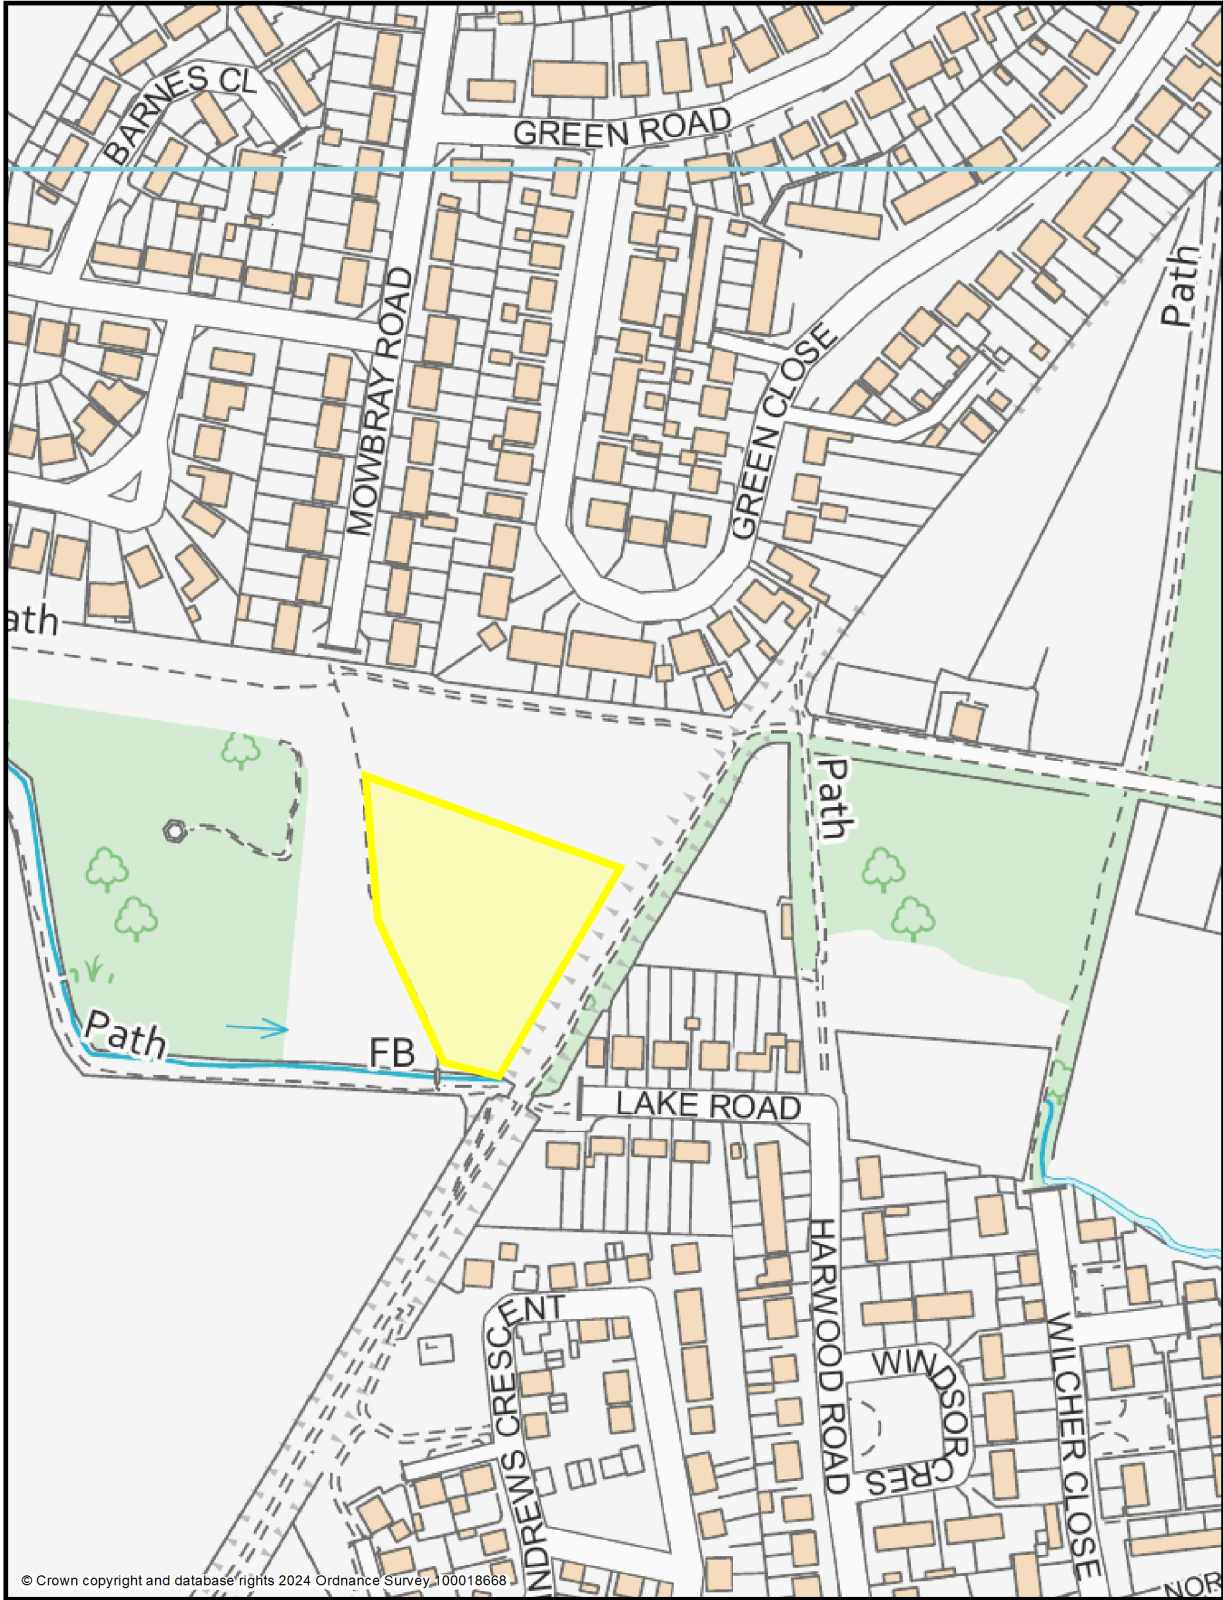 BARNES CL
GREEN ROAD
Path
MOWBRAY ROAD
GREEN CLOSE
ath
Path
Path
FB
LAKE ROAD
HARWOOD ROAD
CRESCENT
NDREWS
WINDSOR
CRES
WILCHER CLOSE
NOR
© Crown copyright and database rights 2024 Ordnance Survey 100018668